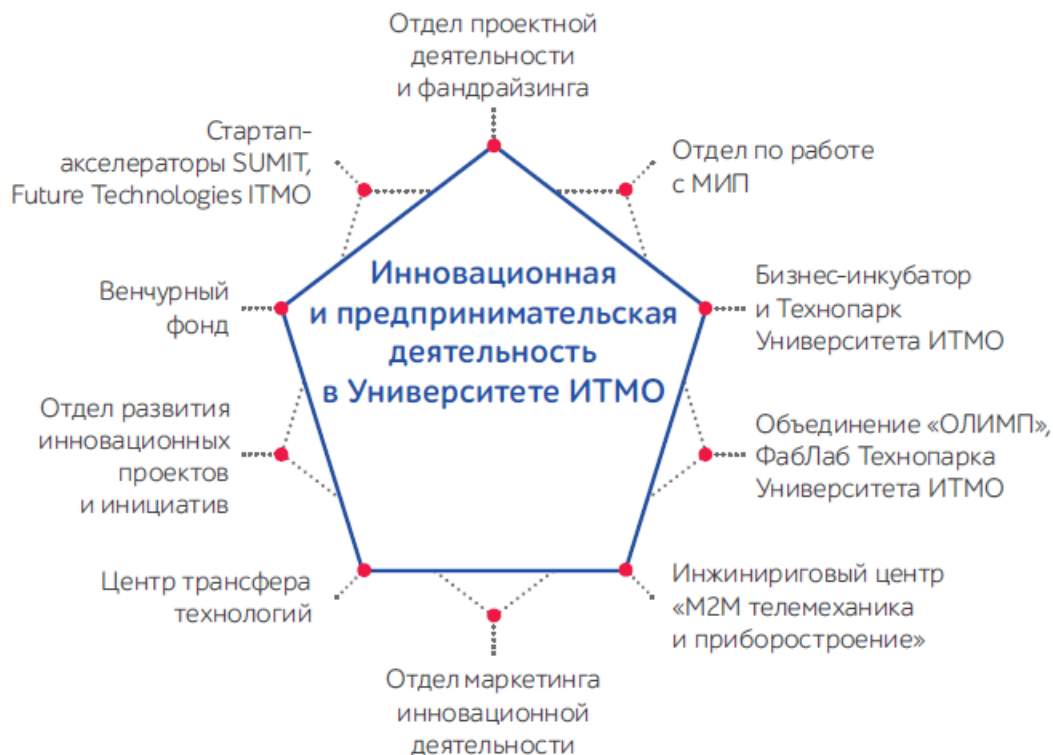 Отдел проектной
деятельности
и фандрайзинга
Стартап-
акселераторы SUMIT,
Future Technologies ITMO
Отдел по работе
с МИП
Инновационная
и предпринимательская
деятельность
в Университете ИТМО
Венчурный
фонд
Бизнес-инкубатор
и Технопарк
Университета ИТМО
Отдел развития
инновационных
проектов
и инициатив
Объединение «ОЛИМП»,
ФабЛаб Технопарка
Университета ИТМО
Центр трансфера
технологий
Инжинириговый центр
«М2М телемеханика
и приборостроение»
Отдел маркетинга
инновационной
деятельности